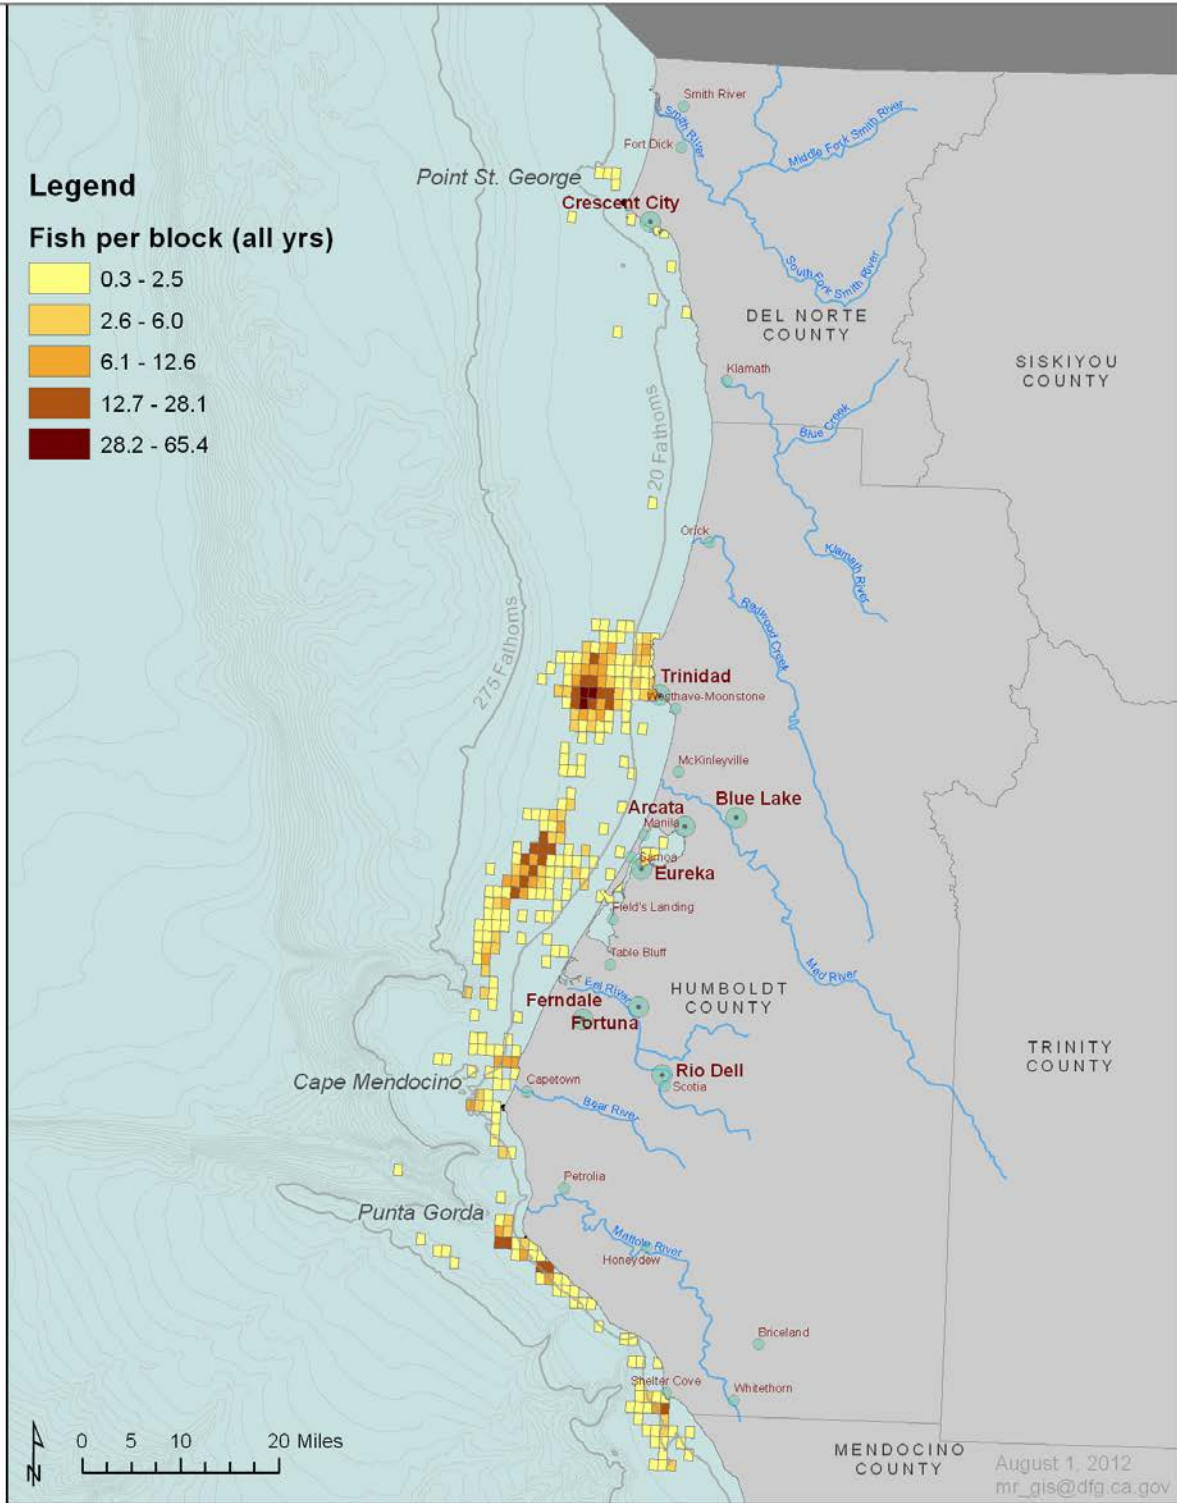 Smith River
Smith River
Middle Fork Smith River
Fort Dick
Point St. George
Legend
Crescent City
Fish per block (all yrs)
0.3 - 2.5
2.6 - 6.0
6.1 - 12.6
12.7 - 28.1
28.2 - 65.4
South Fork Smith River
DEL NORTE
COUNTY
SISKIYOU
COUNTY
Klamath
Blue Creek
20 Fathoms
Orick
Klamath River
Redwood Creek
275 Fathoms
Trinidad
Westhave-Moonstone
McKinleyville
Arcata
Blue Lake
Manila
Samoa
Eureka
Field's Landing
Table Bluff
Mad River
Eel River
HUMBOLDT
COUNTY
Ferndale
Fortuna
TRINITY
COUNTY
Rio Dell
Cape Mendocino
Capetown
Scotia
Bear River
Petrolia
Punta Gorda
Mattole River
Honeydew
Briceland
Shelter Cove
Whitethorn
0 5 10 20 Miles
N
MENDOCINO
COUNTY
August 1, 2012
mr_gis@dfg.ca.gov